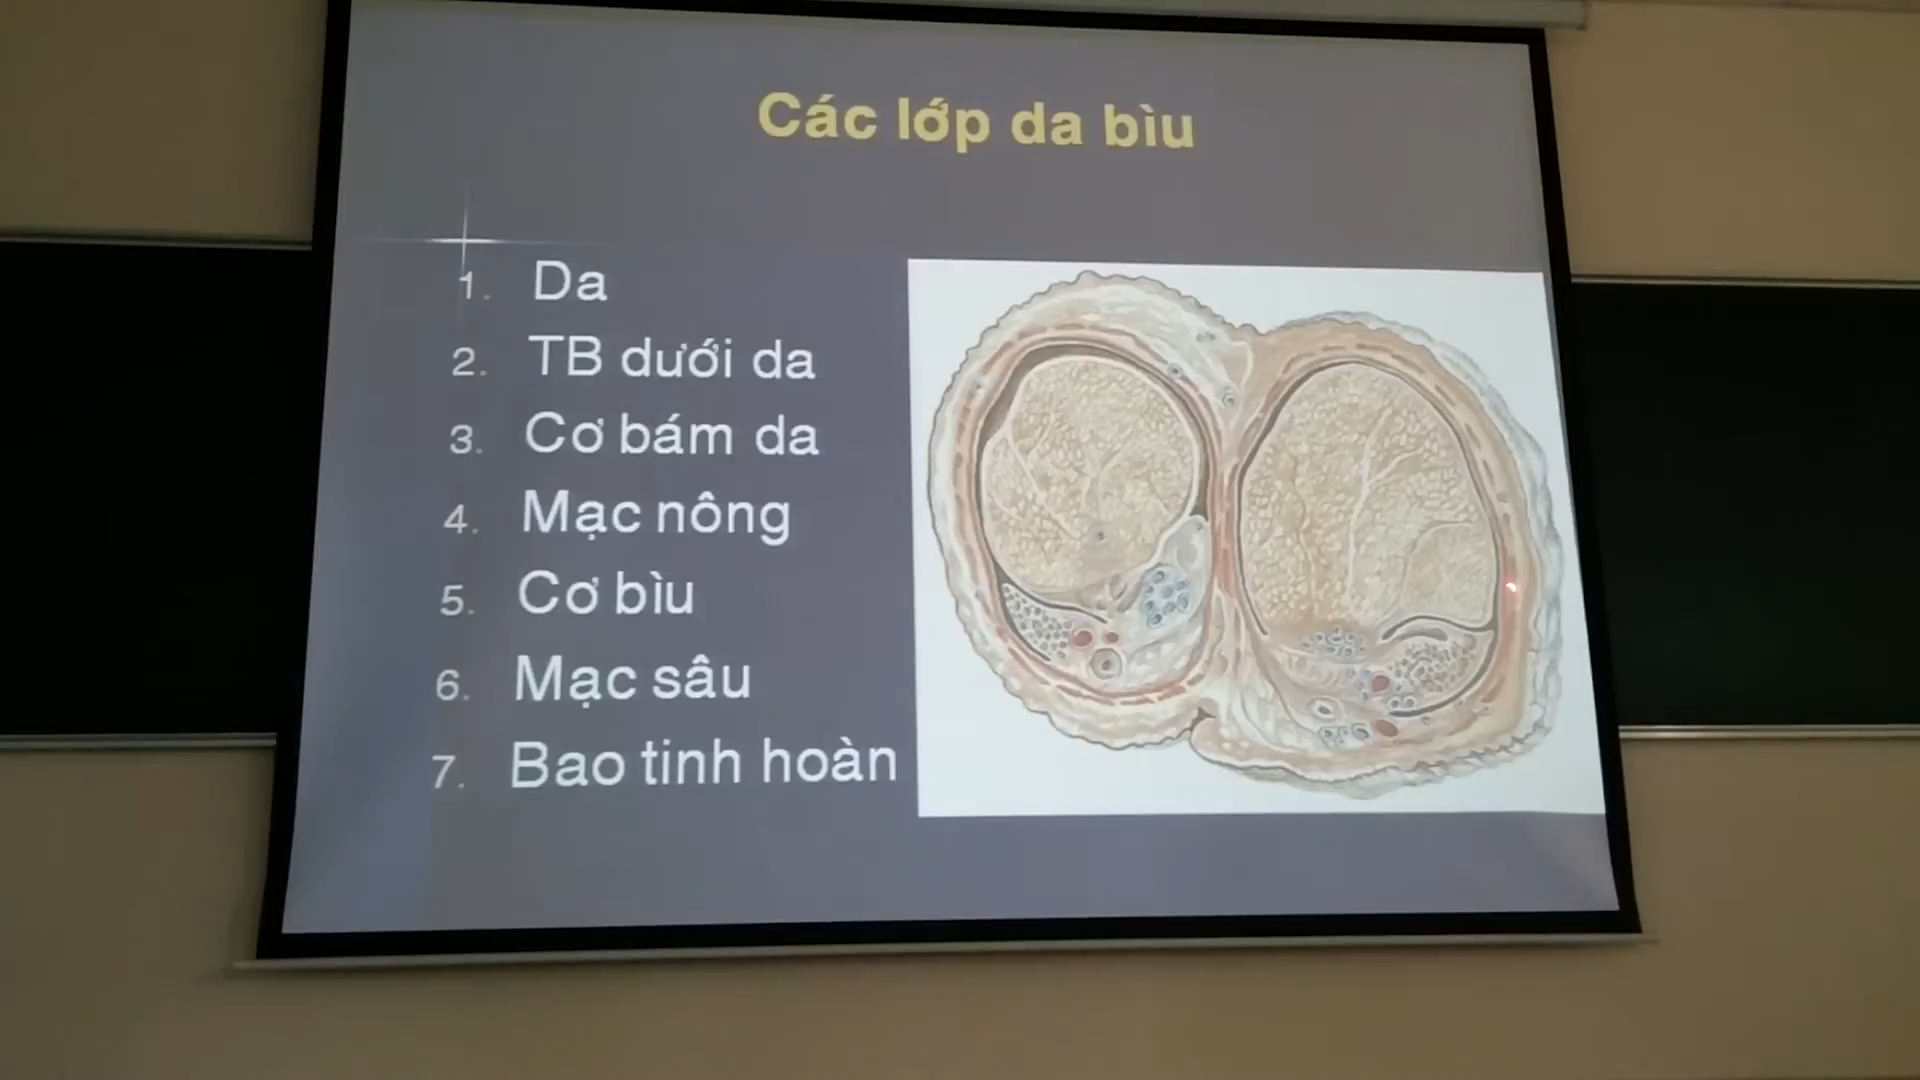 Các lớp da bìu
1. Da
2. TB dưới da
3. Cơ bám da
4. Mạc nông
5. Cơ bìu
6. Mạc sâu
7. Bao tinh hoàn